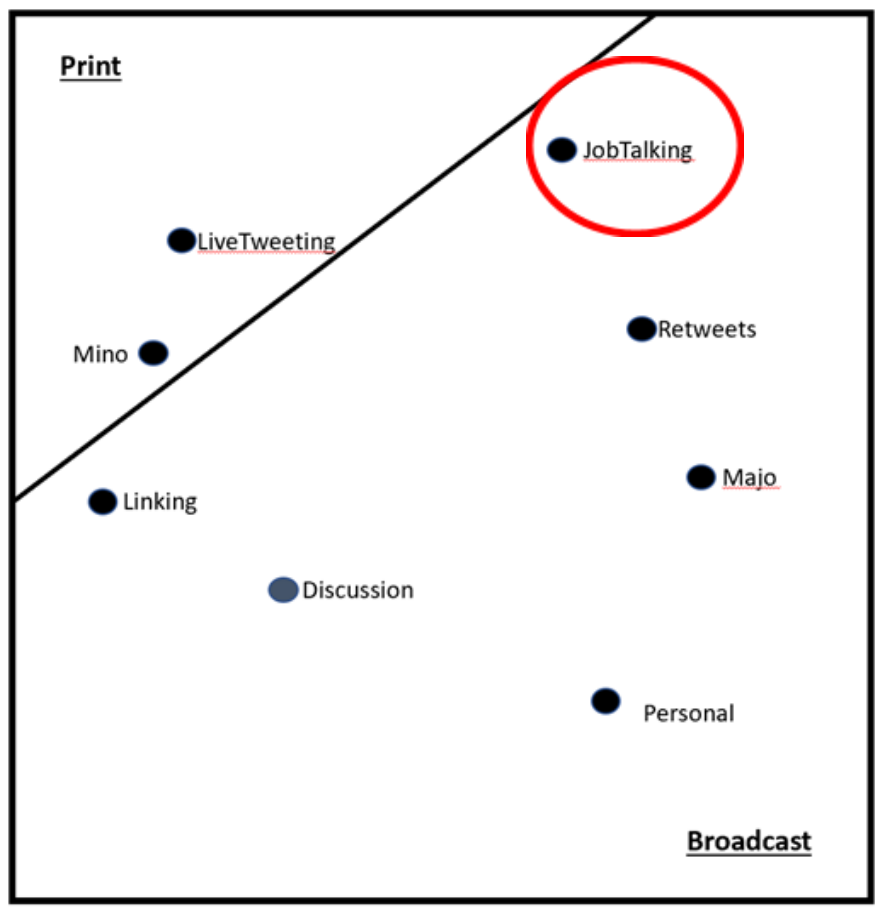 Print
JobTalking
LiveTweeting
Retweets
Mino
Majo
Linking
Discussion
Personal
Broadcast